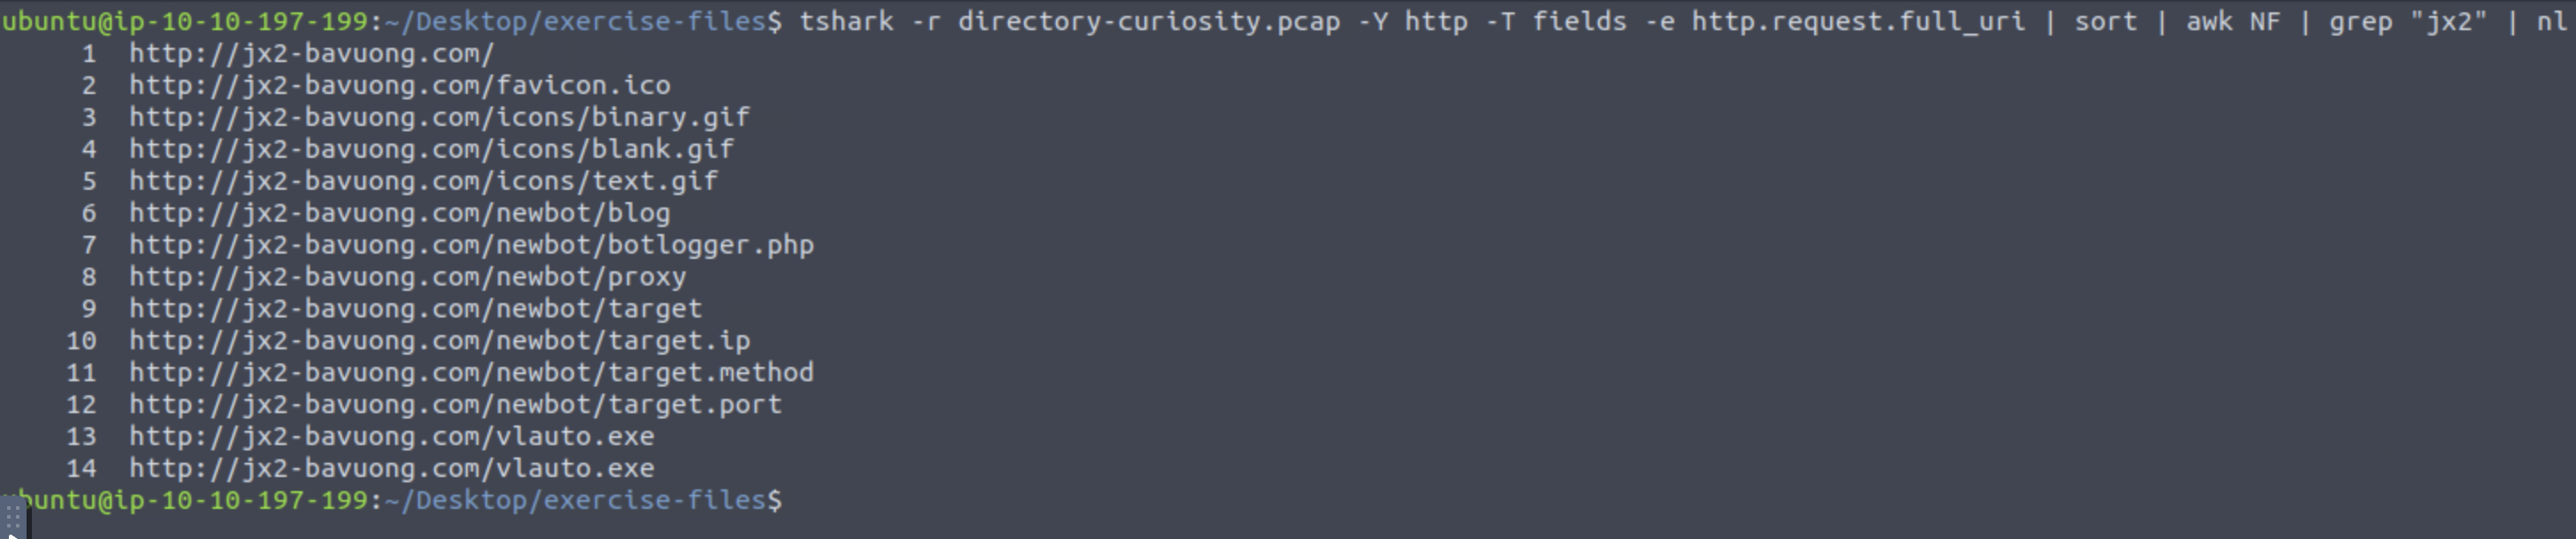 ubuntu@ip-10-10-197-199:~/Desktop/exercise-files$ tshark -r directory-curiosity.pcap -Y http -T fields -e http.request.full_uri | sort | awk NF | grep "jx2" | nl
1 http://jx2-bavuong.com/
2 http://jx2-bavuong.com/favicon.ico
3 http://jx2-bavuong.com/icons/binary.gif
4 http://jx2-bavuong.com/icons/blank.gif
5 http://jx2-bavuong.com/icons/text.gif
6 http://jx2-bavuong.com/newbot/blog
7 http://jx2-bavuong.com/newbot/botlogger.php
8 http://jx2-bavuong.com/newbot/proxy
9 http://jx2-bavuong.com/newbot/target
10 http://jx2-bavuong.com/newbot/target.ip
11 http://jx2-bavuong.com/newbot/target.method
12 http://jx2-bavuong.com/newbot/target.port
13 http://jx2-bavuong.com/vlauto.exe
14 http://jx2-bavuong.com/vlauto.exe
ubuntu@ip-10-10-197-199:~/Desktop/exercise-files$